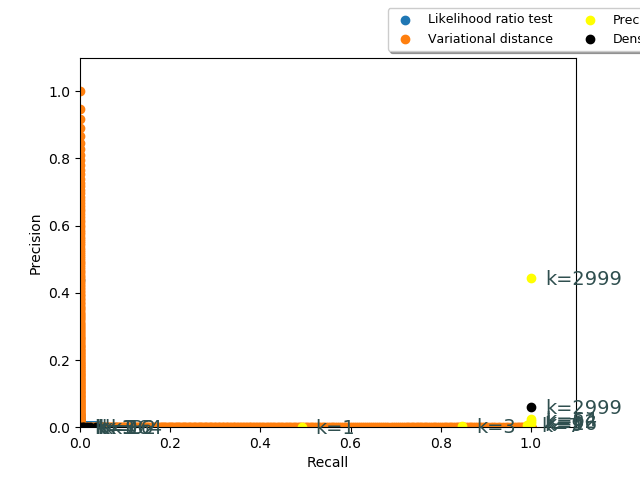 Likelihood ratio test Prec
Variational distance Dens
1.0
0.8
0.6
0.4
0.2
0.0
Precision
k=2999
k=2999
k=1
k=3
0.0 0.2 0.4 0.6 0.8 1.0
Recall